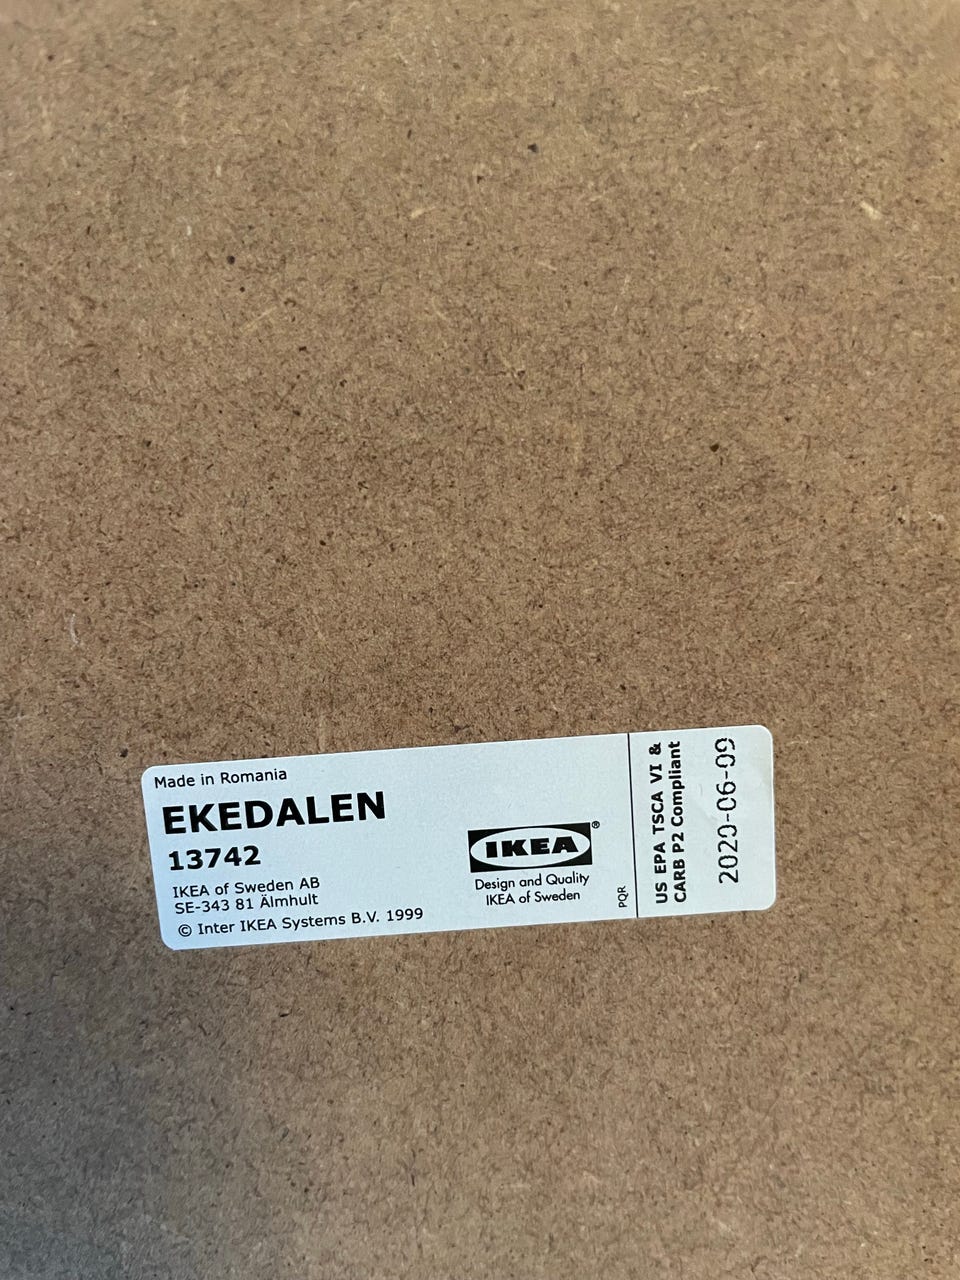 Made in Romania
EKEDALEN
13742
IKEA of Sweden AB
SE-343 81 Älmhult
© Inter IKEA Systems B.V. 1999
IKEA®
Design and Quality
IKEA of Sweden
PQR
US EPA TSCA VI &
CARB P2 Compliant
2020-06-09